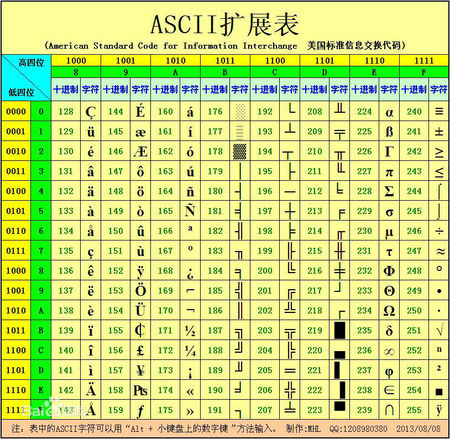 ASCII扩展表
(American Standard Code for Information Interchange 美国标准信息交换代码)
高四位 1000 1001 1010 1011 1100 1101 1110 1111
8 9 A B C D E F
低四位 十进制 字符 十进制 字符 十进制 字符 十进制 字符 十进制 字符 十进制 字符 十进制 字符 十进制 字符
0000 0 128 Ç 144 É 160 á 176 ░ 192 └ 208 ╨ 224 α 240 ≡
0001 1 129 ü 145 æ 161 í 177 ▒ 193 ┴ 209 ╤ 225 ß 241 ±
0010 2 130 é 146 Æ 162 ó 178 ▓ 194 ┬ 210 ╥ 226 Γ 242 ≥
0011 3 131 â 147 ô 163 ú 179 │ 195 ├ 211 ╙ 227 π 243 ≤
0100 4 132 ä 148 ö 164 ñ 180 ┤ 196 ─ 212 ╘ 228 Σ 244 ⌠
0101 5 133 à 149 ò 165 Ñ 181 ╡ 197 ┼ 213 ╒ 229 σ 245 ⌡
0110 6 134 å 150 û 166 ª 182 ╢ 198 ╞ 214 ╓ 230 μ 246 ÷
0111 7 135 ç 151 ù 167 º 183 ╖ 199 ╟ 215 ╫ 231 τ 247 ≈
1000 8 136 ê 152 ÿ 168 ¿ 184 ╕ 200 ╚ 216 ╪ 232 Φ 248 °
1001 9 137 ë 153 Ö 169 ⌐ 185 ╣ 201 ╔ 217 ┘ 233 Θ 249 •
1010 A 138 è 154 Ü 170 ¬ 186 ║ 202 ╩ 218 ┌ 234 Ω 250 ·
1011 B 139 ï 155 ¢ 171 ½ 187 ╗ 203 ╦ 219 █ 235 δ 251 √
1100 C 140 î 156 £ 172 ¼ 188 ╝ 204 ╠ 220 ▄ 236 ∞ 252 ⁿ
1101 D 141 ì 157 ¥ 173 ¡ 189 ╜ 205 ═ 221 ▌ 237 φ 253 ²
1110 E 142 Ä 158 Pts 174 « 190 ╛ 206 ╬ 222 ▐ 238 ∈ 254 ■
1111 F 143 Å 159 ƒ 175 » 191 ┐ 207 ╧ 223 ▀ 239 ∩ 255 ÿ
注：表中的ASCII字符可以用“Alt + 小键盘上的数字键”方法输入。 制作:MHL QQ:1208980380 2013/08/08